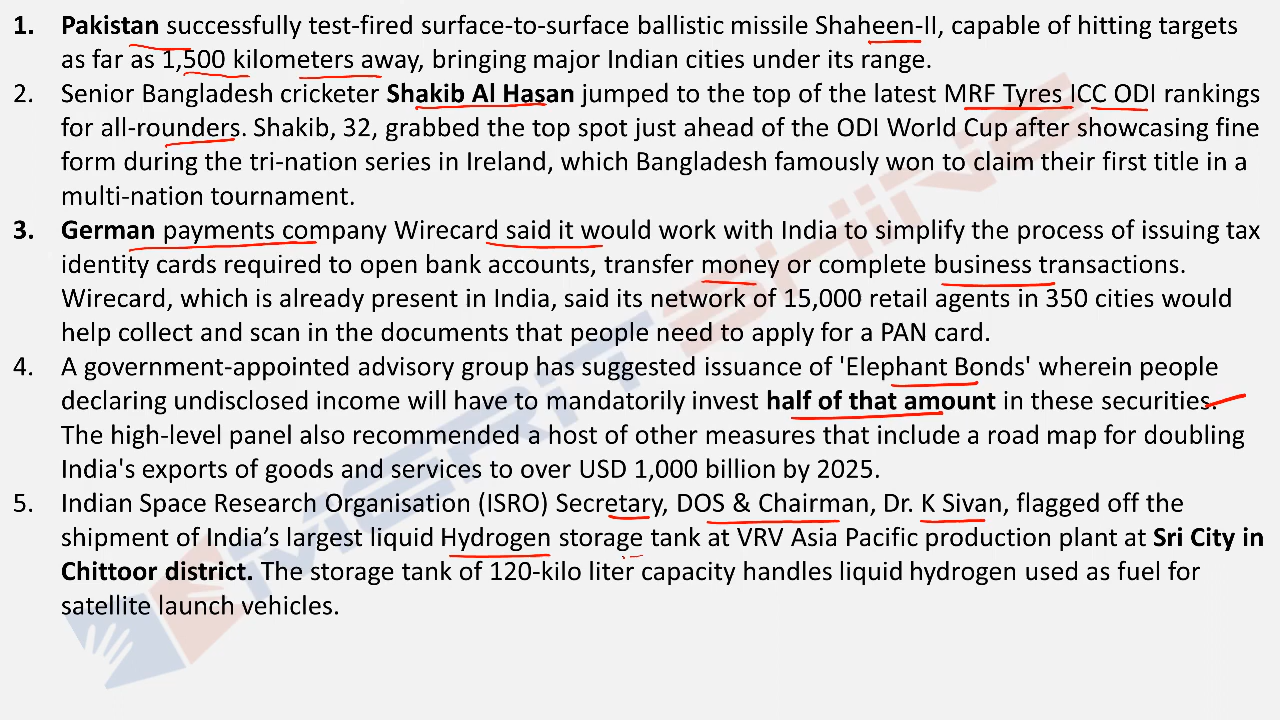 1. Pakistan successfully test-fired surface-to-surface ballistic missile Shaheen-II, capable of hitting targets
as far as 1,500 kilometers away, bringing major Indian cities under its range.
2. Senior Bangladesh cricketer Shakib Al Hasan jumped to the top of the latest MRF Tyres ICC ODI rankings
for all-rounders. Shakib, 32, grabbed the top spot just ahead of the ODI World Cup after showcasing fine
form during the tri-nation series in Ireland, which Bangladesh famously won to claim their first title in a
multi-nation tournament.
3. German payments company Wirecard said it would work with India to simplify the process of issuing tax
identity cards required to open bank accounts, transfer money or complete business transactions.
Wirecard, which is already present in India, said its network of 15,000 retail agents in 350 cities would
help collect and scan in the documents that people need to apply for a PAN card.
4. A government-appointed advisory group has suggested issuance of 'Elephant Bonds' wherein people
declaring undisclosed income will have to mandatorily invest half of that amount in these securities.
The high-level panel also recommended a host of other measures that include a road map for doubling
India's exports of goods and services to over USD 1,000 billion by 2025.
5. Indian Space Research Organisation (ISRO) Secretary, DOS & Chairman, Dr. K Sivan, flagged off the
shipment of India’s largest liquid Hydrogen storage tank at VRV Asia Pacific production plant at Sri City in
Chittoor district. The storage tank of 120-kilo liter capacity handles liquid hydrogen used as fuel for
satellite launch vehicles.
MERITSHINE